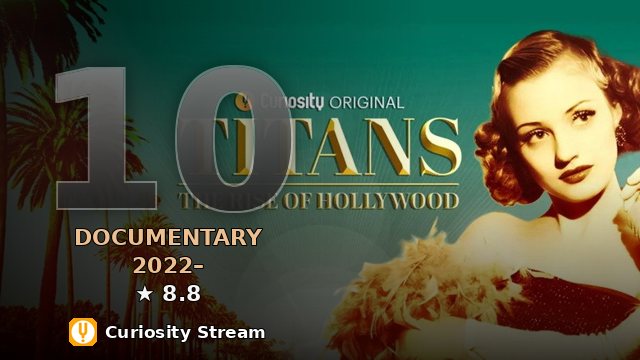 10
Curiosity ORIGINAL
TITANS
THE RISE OF HOLLYWOOD
DOCUMENTARY
2022–
★ 8.8
Curiosity Stream